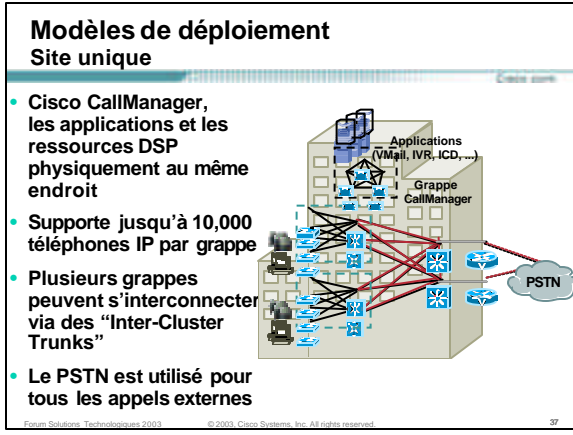 Modèles de déploiement
Site unique
Cisco.com
• Cisco CallManager,
les applications et les
ressources DSP
physiquement au même
endroit
• Supporte jusqu'à 10,000
téléphones IP par grappe
• Plusieurs grappes
peuvent s'interconnecter
via des “Inter-Cluster
Trunks”
• Le PSTN est utilisé pour
tous les appels externes
Applications
(VMail, IVR, ICD, ...)
Grappe
CallManager
PSTN
Forum Solutions Technologiques 2003
© 2003, Cisco Systems, Inc. All rights reserved.
37